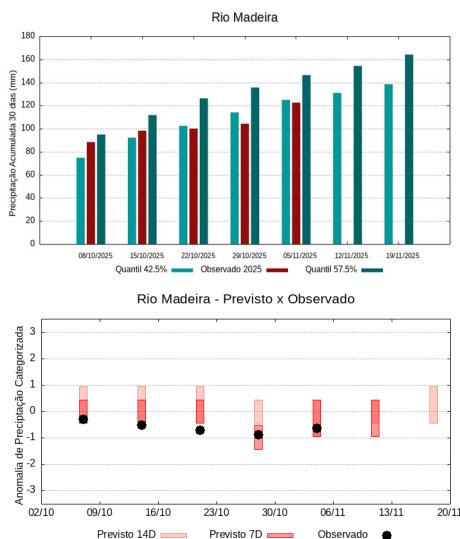 Rio Madeira
Precipitação Acumulada 30 dias (mm)
180
160
140
120
100
80
60
40
20
0
08/10/2025 15/10/2025 22/10/2025 29/10/2025 05/11/2025 12/11/2025 19/11/2025
Quantil 42.5% Observado 2025 Quantil 57.5%
Rio Madeira - Previsto x Observado
Anomalia de Preciptação Categorizada
3
2
1
0
-1
-2
-3
02/10 09/10 16/10 23/10 30/10 06/11 13/11 20/11
Previsto 14D Previsto 7D Observado